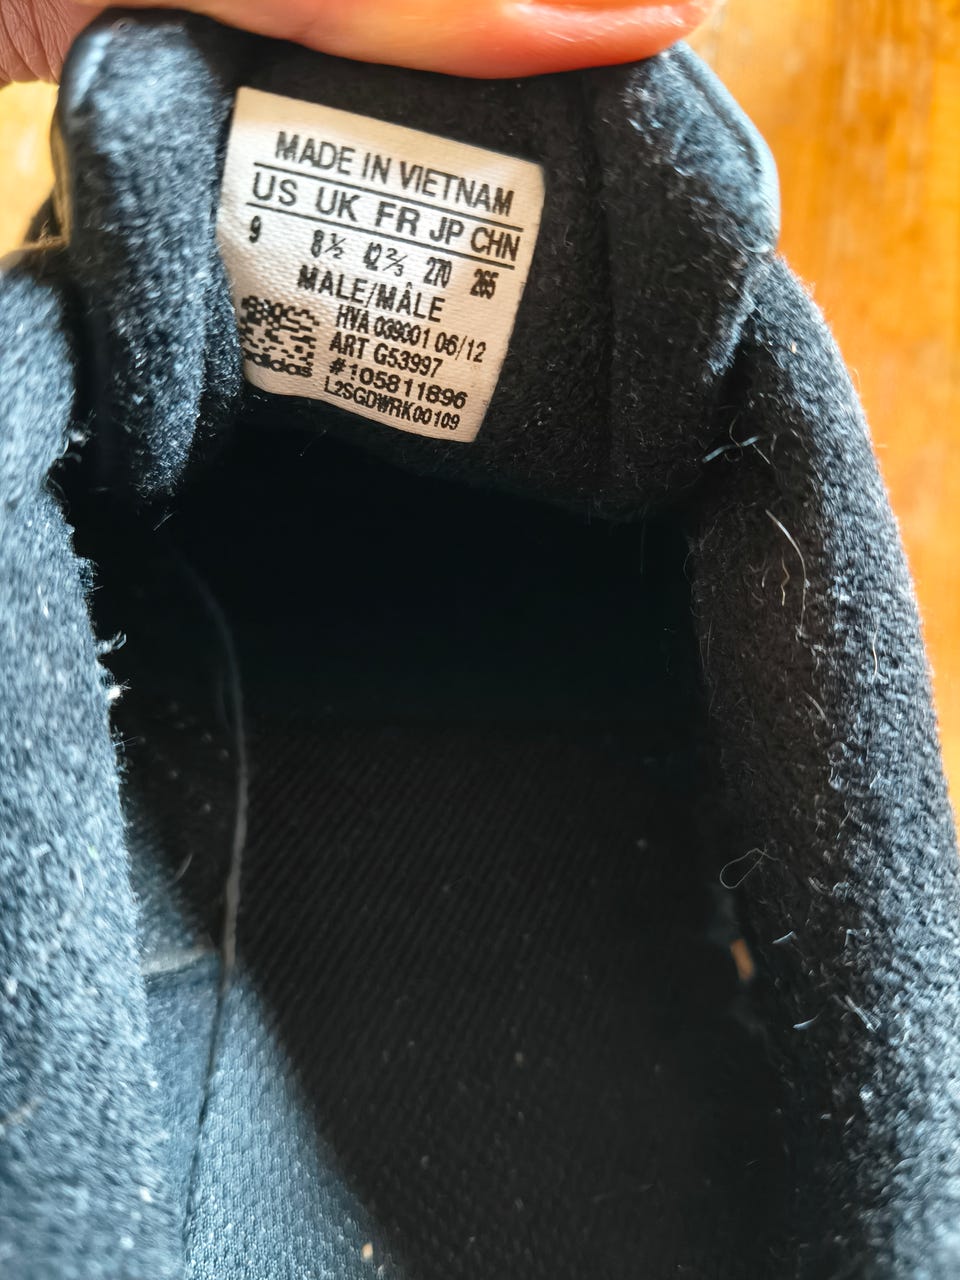 MADE IN VIETNAM
US UK FR JP CHN
9 8½ 42⅔ 270 265
MALE/MÂLE
HVA 039001 06/12
ART G53997
#105811896
L2SGDWRK00109
adidas